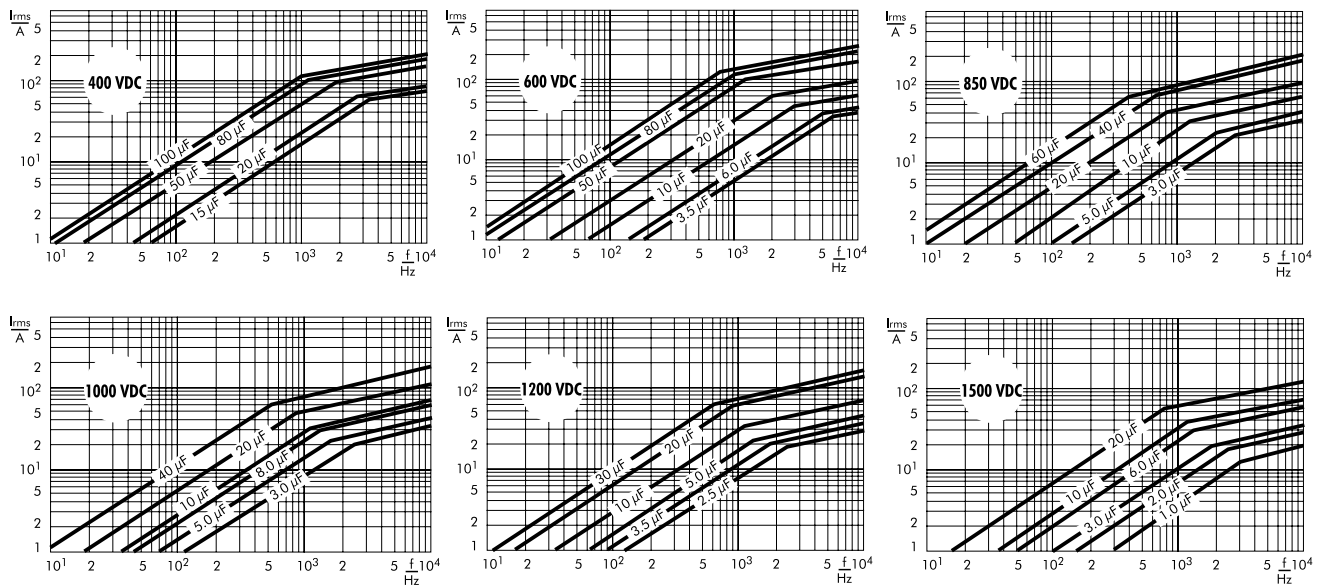 Irms/A
5
2
10²
5
2
10¹
5
2
1
400 VDC
100 µF
80 µF
50 µF
20 µF
15 µF
10¹ 2 5 10² 2 5 10³ 2 5 f/Hz 10⁴
Irms/A
5
2
10²
5
2
10¹
5
2
1
600 VDC
100 µF
80 µF
50 µF
20 µF
10 µF
6.0 µF
3.5 µF
10¹ 2 5 10² 2 5 10³ 2 5 f/Hz 10⁴
Irms/A
5
2
10²
5
2
10¹
5
2
1
850 VDC
60 µF
40 µF
20 µF
10 µF
5.0 µF
3.0 µF
10¹ 2 5 10² 2 5 10³ 2 5 f/Hz 10⁴
Irms/A
5
2
10²
5
2
10¹
5
2
1
1000 VDC
40 µF
20 µF
10 µF
8.0 µF
5.0 µF
3.0 µF
10¹ 2 5 10² 2 5 10³ 2 5 f/Hz 10⁴
Irms/A
5
2
10²
5
2
10¹
5
2
1
1200 VDC
30 µF
20 µF
10 µF
5.0 µF
3.5 µF
2.5 µF
10¹ 2 5 10² 2 5 10³ 2 5 f/Hz 10⁴
Irms/A
5
2
10²
5
2
10¹
5
2
1
1500 VDC
20 µF
10 µF
6.0 µF
3.0 µF
2.0 µF
1.0 µF
10¹ 2 5 10² 2 5 10³ 2 5 f/Hz 10⁴